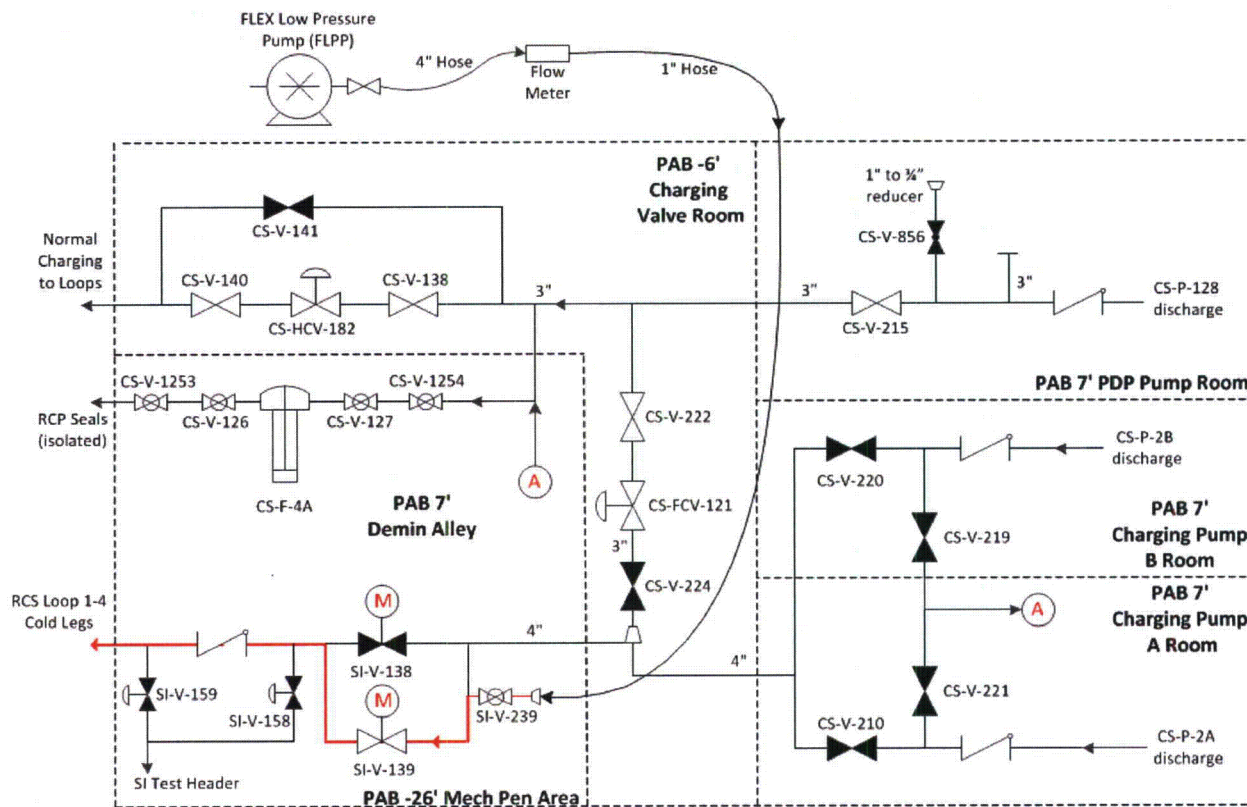 FLEX Low Pressure
Pump (FLPP)
4" Hose
Flow
Meter
1" Hose
PAB -6'
Charging
Valve Room
1" to ¾"
reducer
CS-V-856
CS-V-141
Normal
Charging
to Loops
CS-V-140
CS-V-138
CS-HCV-182
3"
3"
CS-V-215
3"
CS-P-128
discharge
PAB 7' PDP Pump Room
CS-V-1253
CS-V-1254
RCP Seals
(isolated)
CS-V-126
CS-V-127
CS-F-4A
A
CS-V-222
CS-FCV-121
3"
CS-V-224
PAB 7'
Demin Alley
CS-V-220
CS-P-2B
discharge
CS-V-219
PAB 7'
Charging Pump
B Room
PAB 7'
Charging Pump
A Room
A
RCS Loop 1-4
Cold Legs
M
SI-V-138
4"
4"
SI-V-159
SI-V-158
M
SI-V-239
SI-V-139
CS-V-221
CS-V-210
CS-P-2A
discharge
SI Test Header
PAB -26' Mech Pen Area